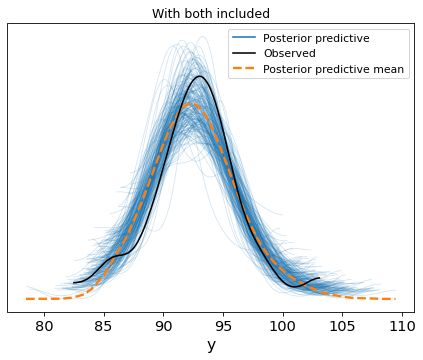 With both included
Posterior predictive
Observed
Posterior predictive mean
80 85 90 95 100 105 110
y